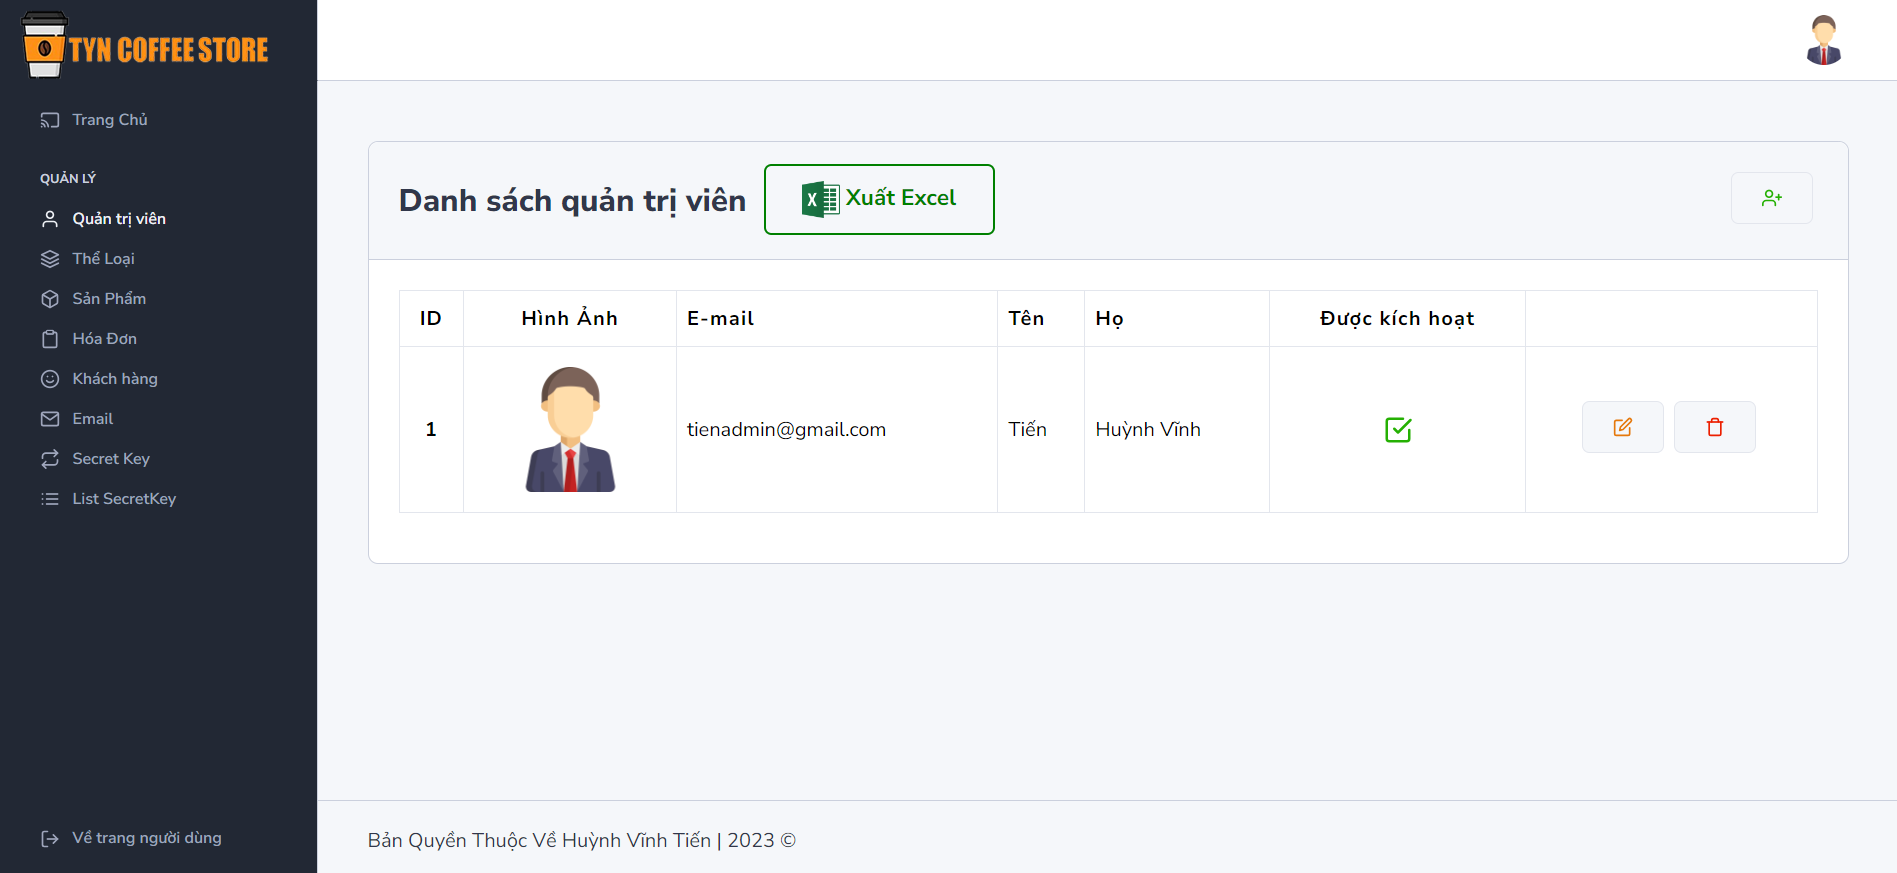 TYN COFFEE STORE
Trang Chủ
QUẢN LÝ
Quản trị viên
Thể Loại
Sản Phẩm
Hóa Đơn
Khách hàng
Email
Secret Key
List SecretKey
Về trang người dùng
Danh sách quản trị viên
X
Xuất Excel
ID Hình Ảnh E-mail Tên Họ Được kích hoạt
1 tienadmin@gmail.com Tiến Huỳnh Vĩnh
Bản Quyền Thuộc Về Huỳnh Vĩnh Tiến | 2023 ©